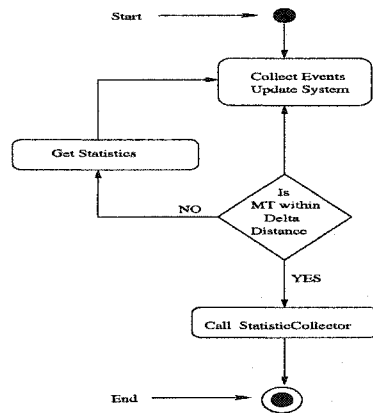 Start
Collect Events
Update System
Get Statistics
Is
MT within
Delta
Distance
NO
YES
Call StatisticCollector
End